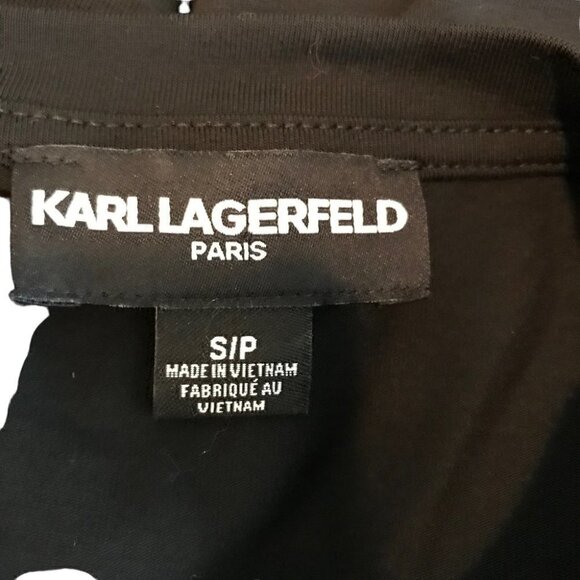 KARL LAGERFELD
PARIS
S/P
MADE IN VIETNAM
FABRIQUÉ AU
VIETNAM